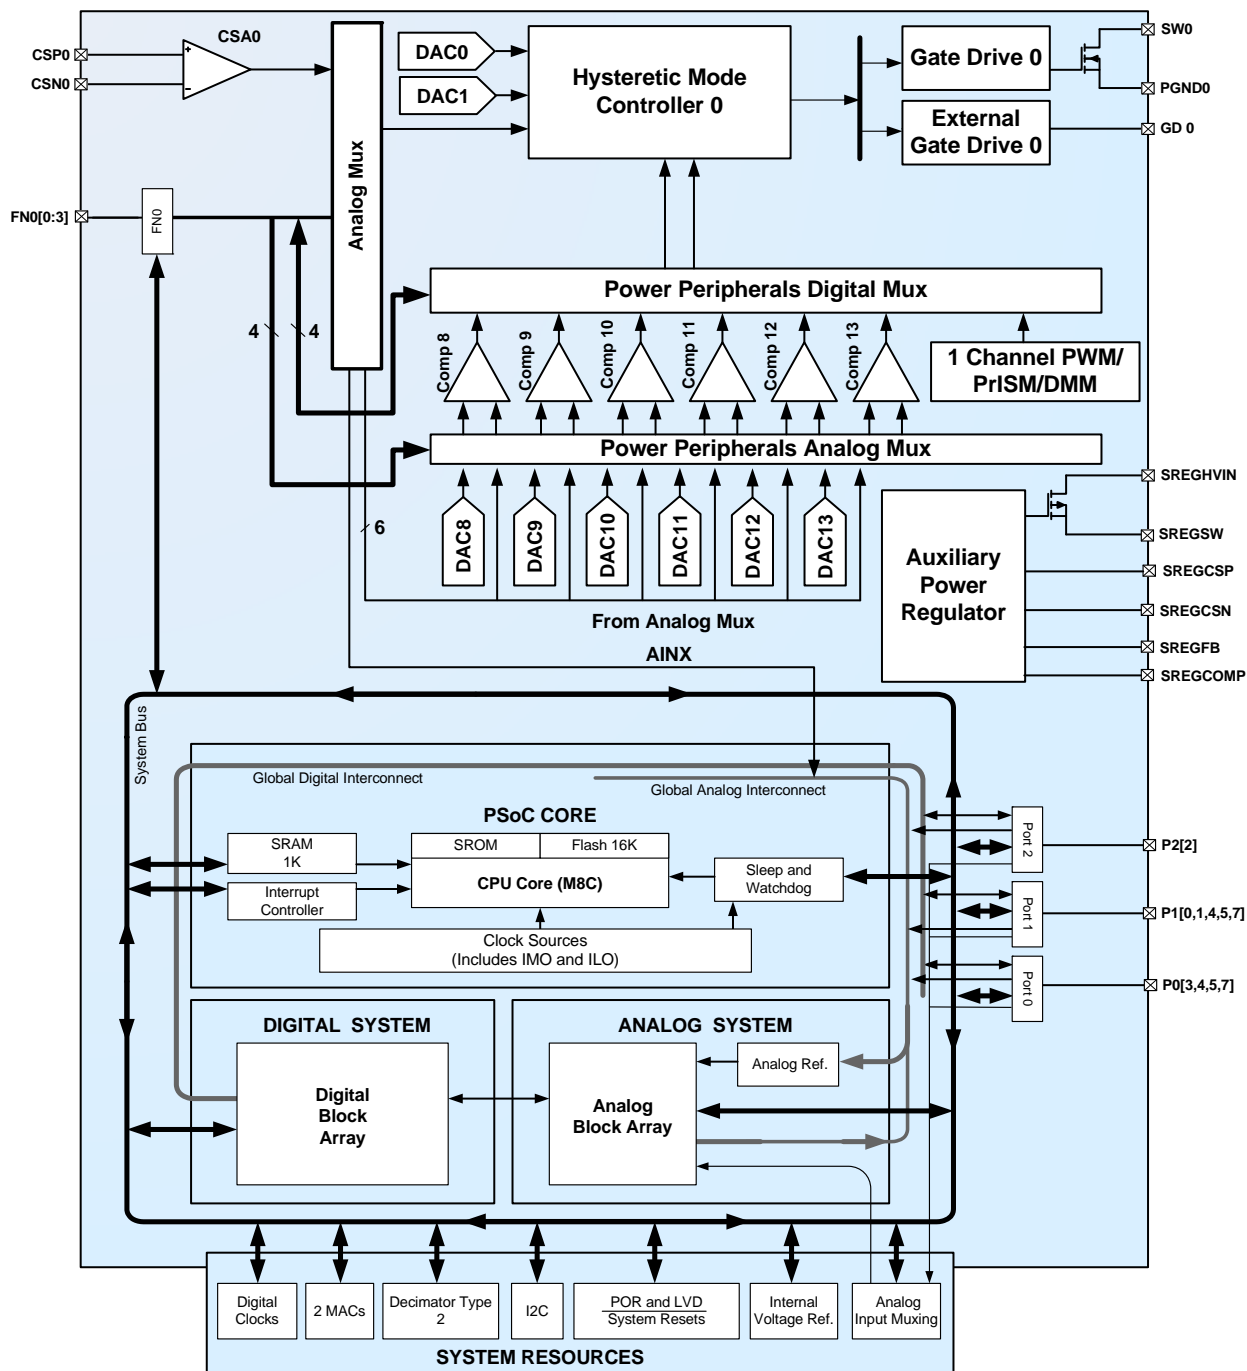 CSP0
CSN0
CSA0
DAC0
DAC1
Hysteretic Mode
Controller 0
Gate Drive 0
External
Gate Drive 0
SW0
PGND0
GD 0
Analog Mux
FN0[0:3]
FN0
4
4
Power Peripherals Digital Mux
Comp 8
Comp 9
Comp 10
Comp 11
Comp 12
Comp 13
1 Channel PWM/
PrISM/DMM
Power Peripherals Analog Mux
6
DAC8
DAC9
DAC10
DAC11
DAC12
DAC13
From Analog Mux
AINX
Auxiliary
Power
Regulator
SREGHVIN
SREGSW
SREGCSP
SREGCSN
SREGFB
SREGCOMP
System Bus
Global Digital Interconnect
Global Analog Interconnect
PSoC CORE
SRAM
1K
Interrupt
Controller
SROM
Flash 16K
CPU Core (M8C)
Sleep and
Watchdog
Clock Sources
(Includes IMO and ILO)
Port 2
Port 1
Port 0
P2[2]
P1[0,1,4,5,7]
P0[3,4,5,7]
DIGITAL SYSTEM
Digital
Block
Array
ANALOG SYSTEM
Analog
Block Array
Analog Ref.
Digital
Clocks
2 MACs
Decimator Type
2
I2C
POR and LVD
System Resets
Internal
Voltage Ref.
Analog
Input Muxing
SYSTEM RESOURCES